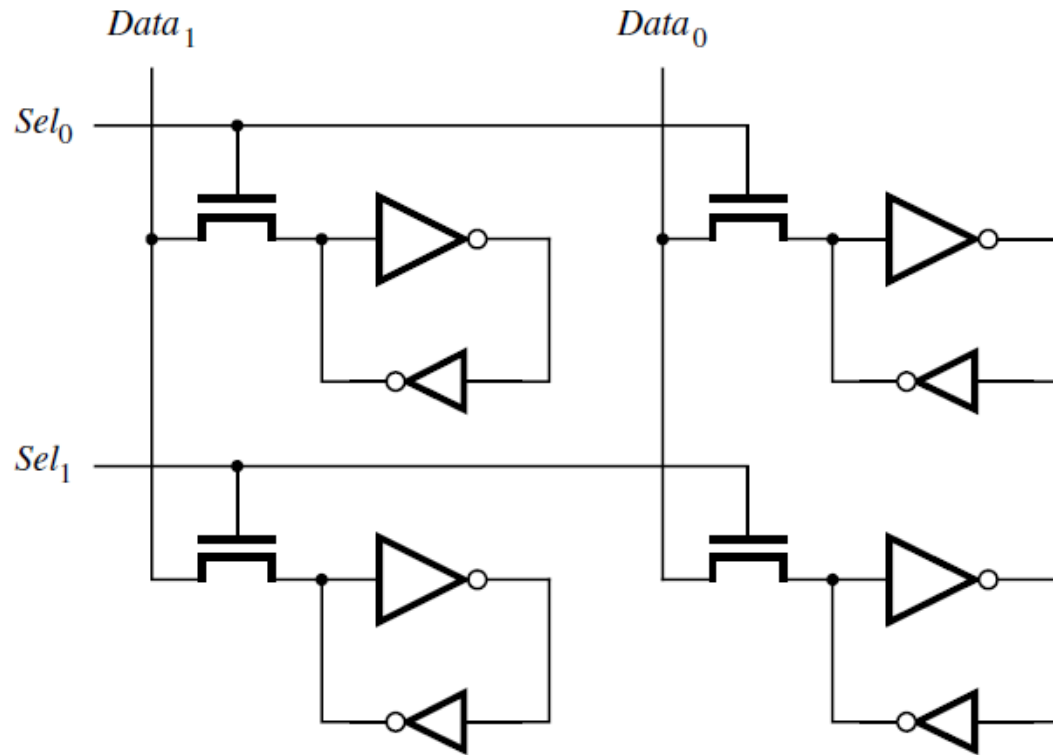 Data₁ Data₀
Sel₀
Sel₁